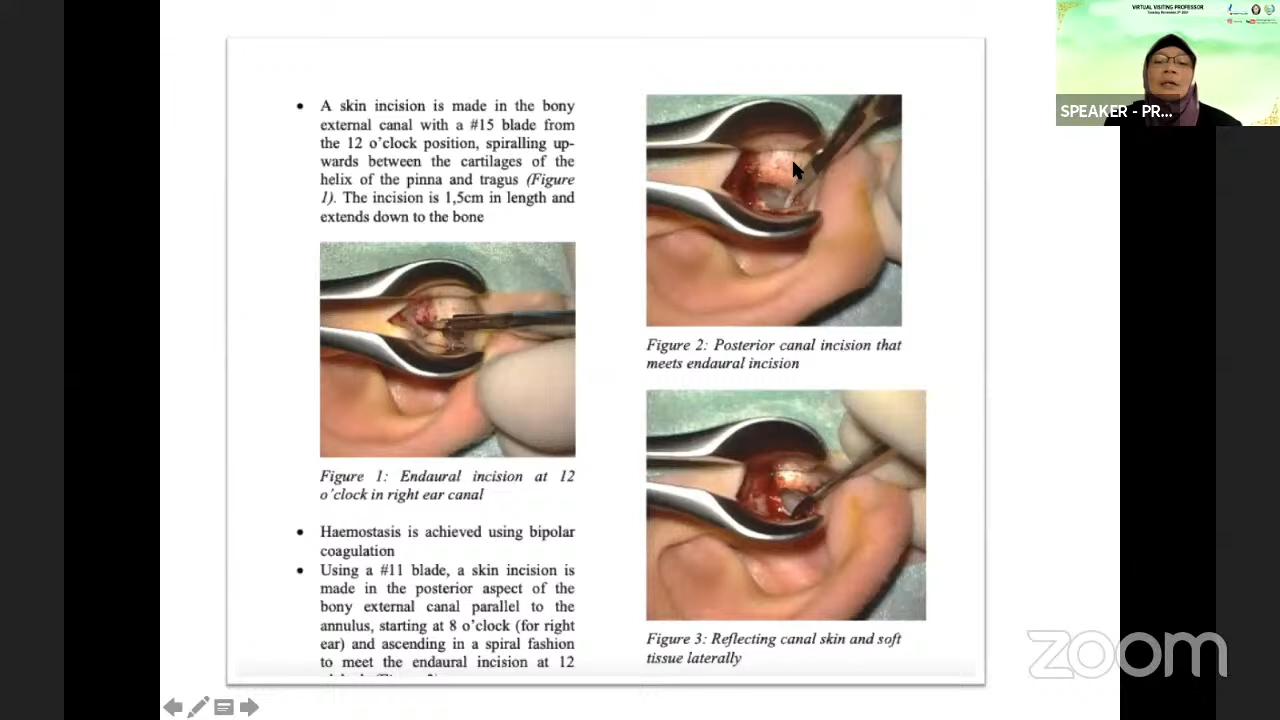 VIRTUAL VISITING PROFESSOR
SPEAKER - PR...
• A skin incision is made in the bony
external canal with a #15 blade from
the 12 o'clock position, spiralling up-
wards between the cartilages of the
helix of the pinna and tragus (Figure
1). The incision is 1,5cm in length and
extends down to the bone
Figure 1: Endaural incision at 12
o'clock in right ear canal
• Haemostasis is achieved using bipolar
coagulation
• Using a #11 blade, a skin incision is
made in the posterior aspect of the
bony external canal parallel to the
annulus, starting at 8 o'clock (for right
ear) and ascending in a spiral fashion
to meet the endaural incision at 12
Figure 2: Posterior canal incision that
meets endaural incision
Figure 3: Reflecting canal skin and soft
tissue laterally
zoom